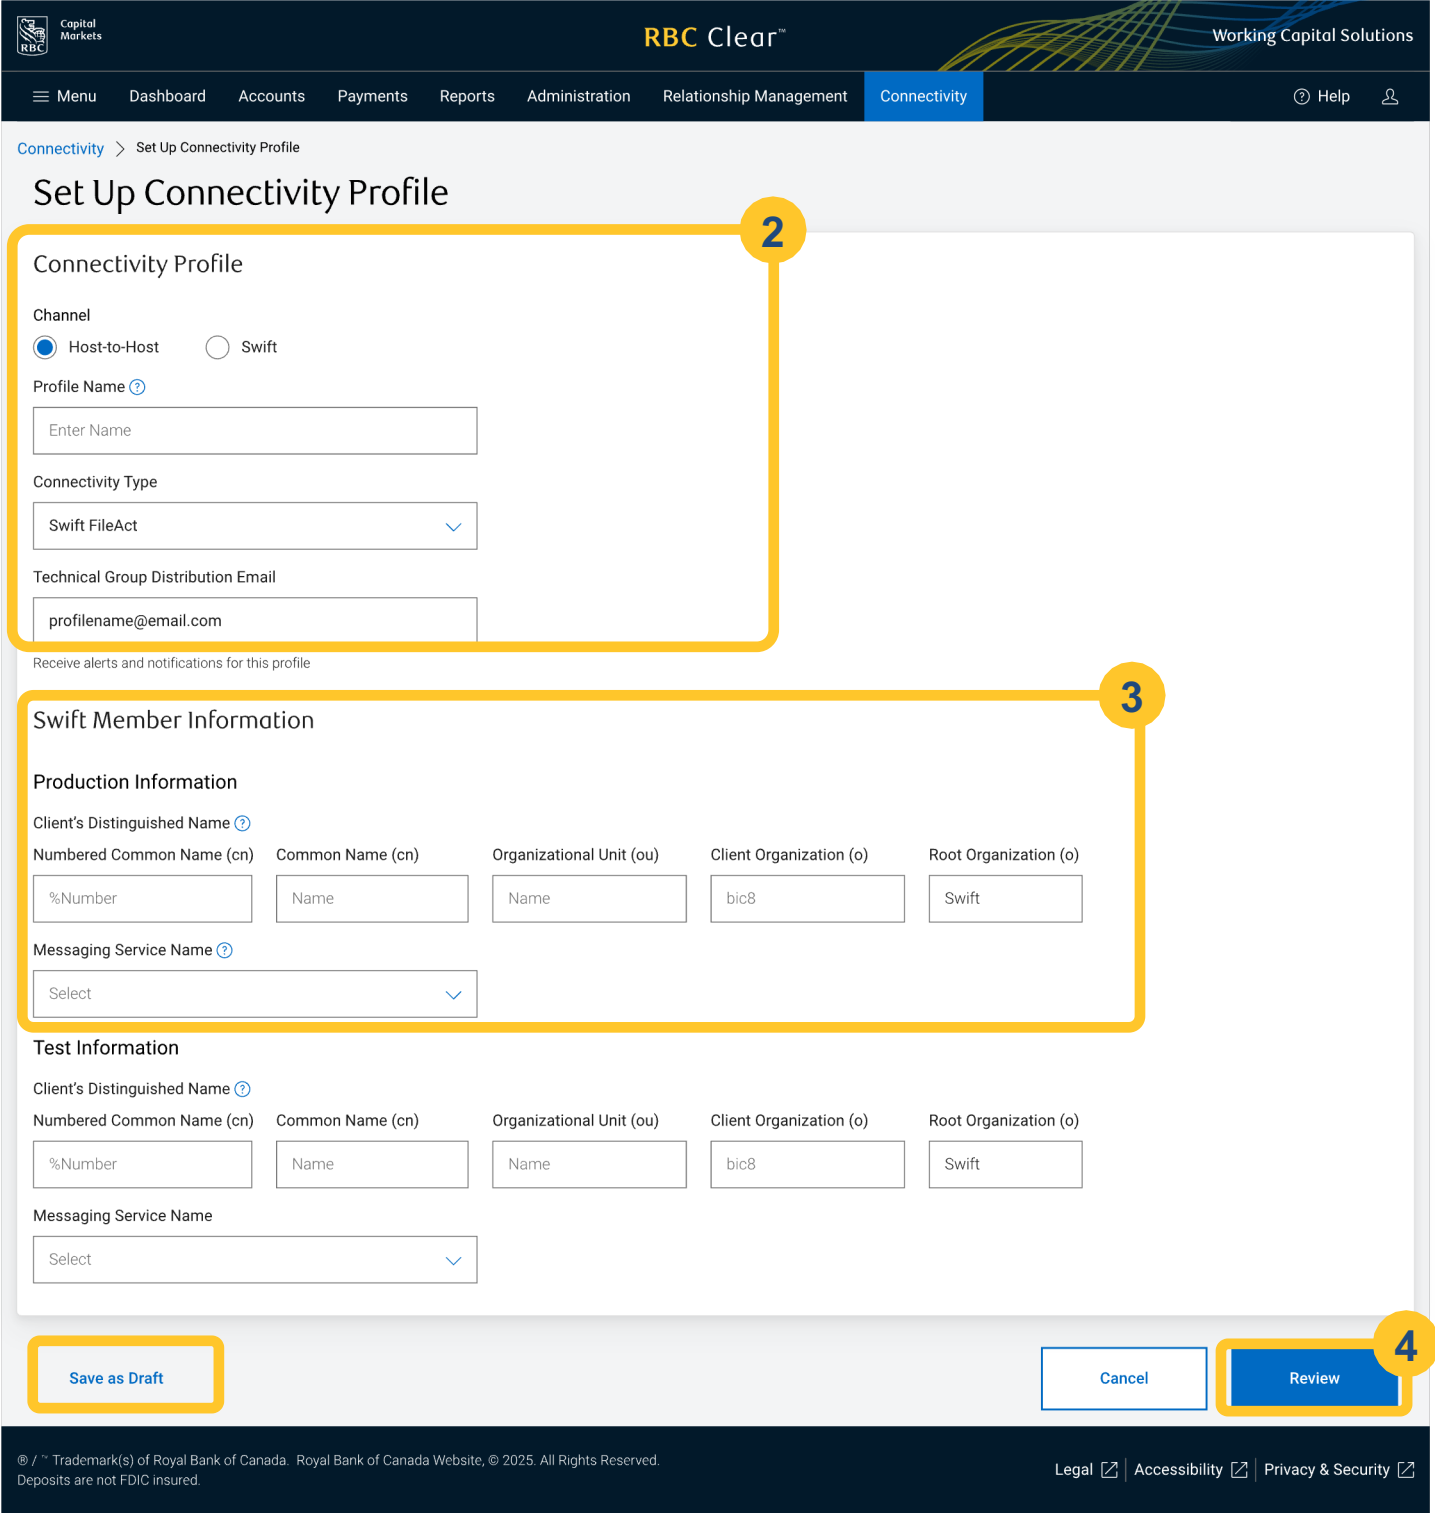 Capital
Markets
RBC
RBC Clear™
Working Capital Solutions
Menu Dashboard Accounts Payments Reports Administration Relationship Management Connectivity Help
Connectivity > Set Up Connectivity Profile
Set Up Connectivity Profile
2
Connectivity Profile
Channel
Host-to-Host Swift
Profile Name ?
Enter Name
Connectivity Type
Swift FileAct
Technical Group Distribution Email
profilename@email.com
Receive alerts and notifications for this profile
3
Swift Member Information
Production Information
Client's Distinguished Name ?
Numbered Common Name (cn) Common Name (cn) Organizational Unit (ou) Client Organization (o) Root Organization (o)
%Number Name Name bic8 Swift
Messaging Service Name ?
Select
Test Information
Client's Distinguished Name ?
Numbered Common Name (cn) Common Name (cn) Organizational Unit (ou) Client Organization (o) Root Organization (o)
%Number Name Name bic8 Swift
Messaging Service Name
Select
4
Save as Draft Cancel Review
® / ™ Trademark(s) of Royal Bank of Canada. Royal Bank of Canada Website, © 2025. All Rights Reserved.
Deposits are not FDIC insured.
Legal | Accessibility | Privacy & Security